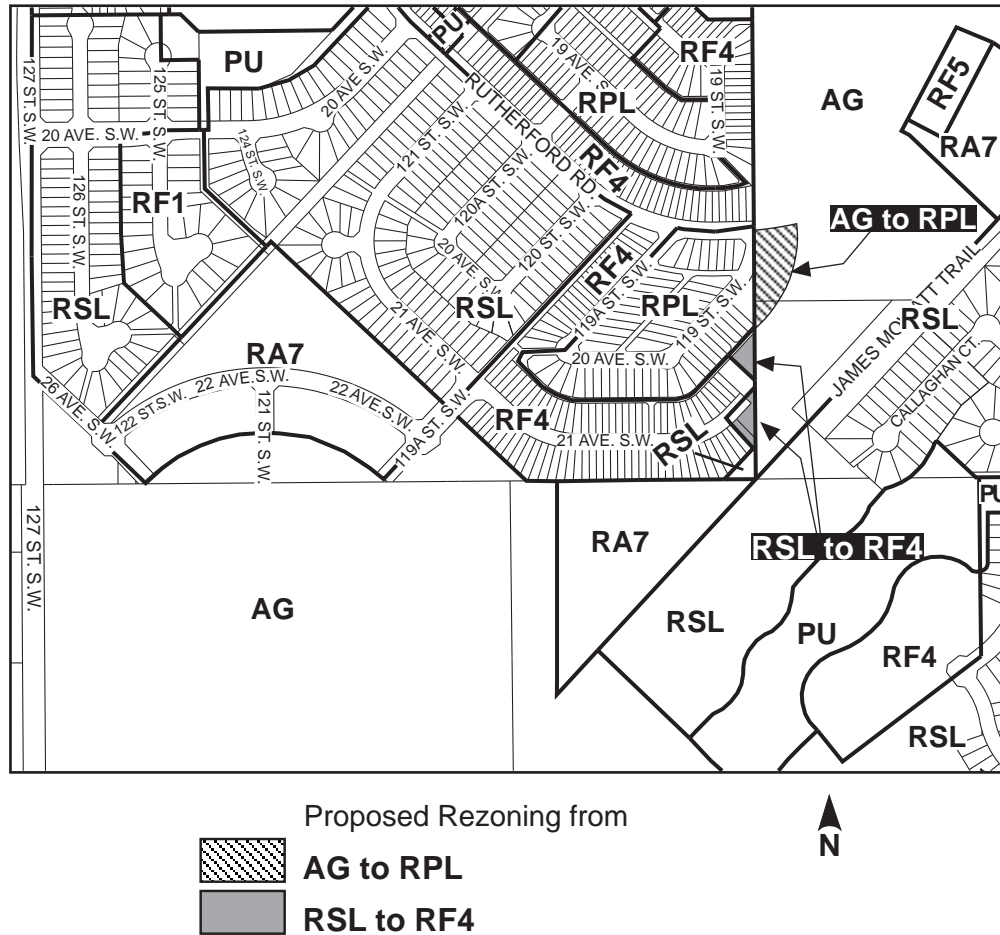 PU
PU
RF4
19 AVE. S.W.
19 ST. S.W.
RPL
AG
RF5
RA7
127 ST. S.W.
125 ST. S.W.
20 AVE. S.W.
20 AVE. S.W.
124 ST. S.W.
121 ST. S.W.
RUTHERFORD RD
RF4
126 ST. S.W.
RF1
120A ST. S.W.
20 AVE. S.W.
120 ST. S.W.
AG to RPL
RSL
RSL
RF4
119A ST. S.W.
RPL
119 ST. S.W.
JAMES MOWATT TRAIL
RSL
21 AVE. S.W.
20 AVE. S.W.
CALLAGHAN CT.
RA7
22 AVE. S.W.
22 AVE. S.W.
26 AVE. S.W.
122 ST. S.W.
121 ST. S.W.
119A ST. S.W.
RF4
21 AVE. S.W.
RSL
PU
127 ST. S.W.
RA7
RSL to RF4
AG
RSL
PU
RF4
RSL
Proposed Rezoning from
AG to RPL
RSL to RF4
N